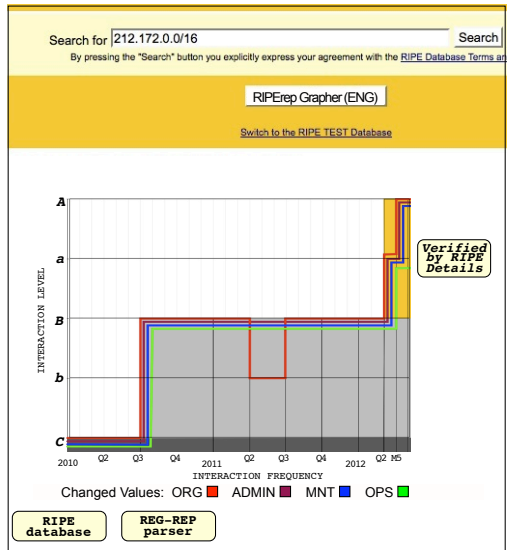 Search for 212.172.0.0/16 Search
By pressing the "Search" button you explicitly express your agreement with the RIPE Database Terms an
RIPErep Grapher (ENG)
Switch to the RIPE TEST Database
A
a
B
b
C
INTERACTION LEVEL
Verified
by RIPE
Details
2010 Q2 Q3 Q4 2011 Q2 Q3 Q4 2012 Q2 M5
INTERACTION FREQUENCY
Changed Values: ORG ADMIN MNT OPS
RIPE
database
REG-REP
parser